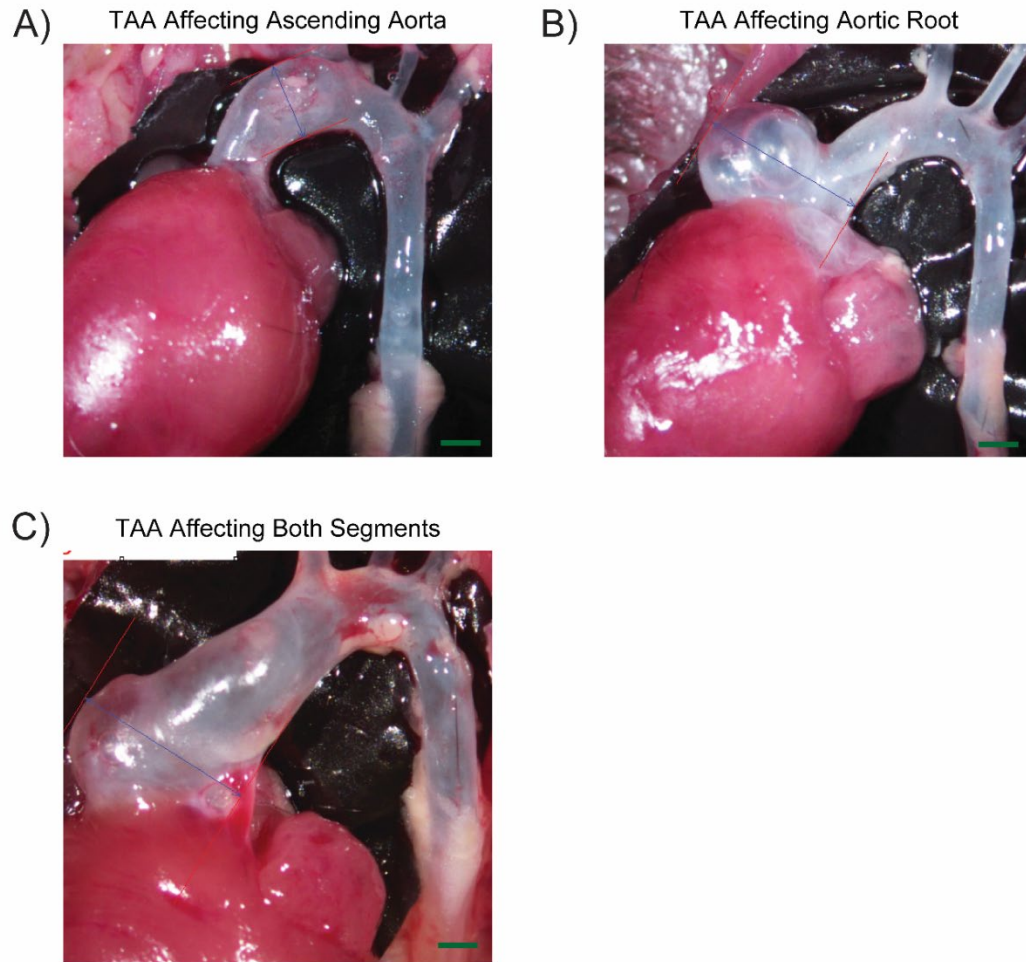 A)
TAA Affecting Ascending Aorta
B)
TAA Affecting Aortic Root
C)
TAA Affecting Both Segments